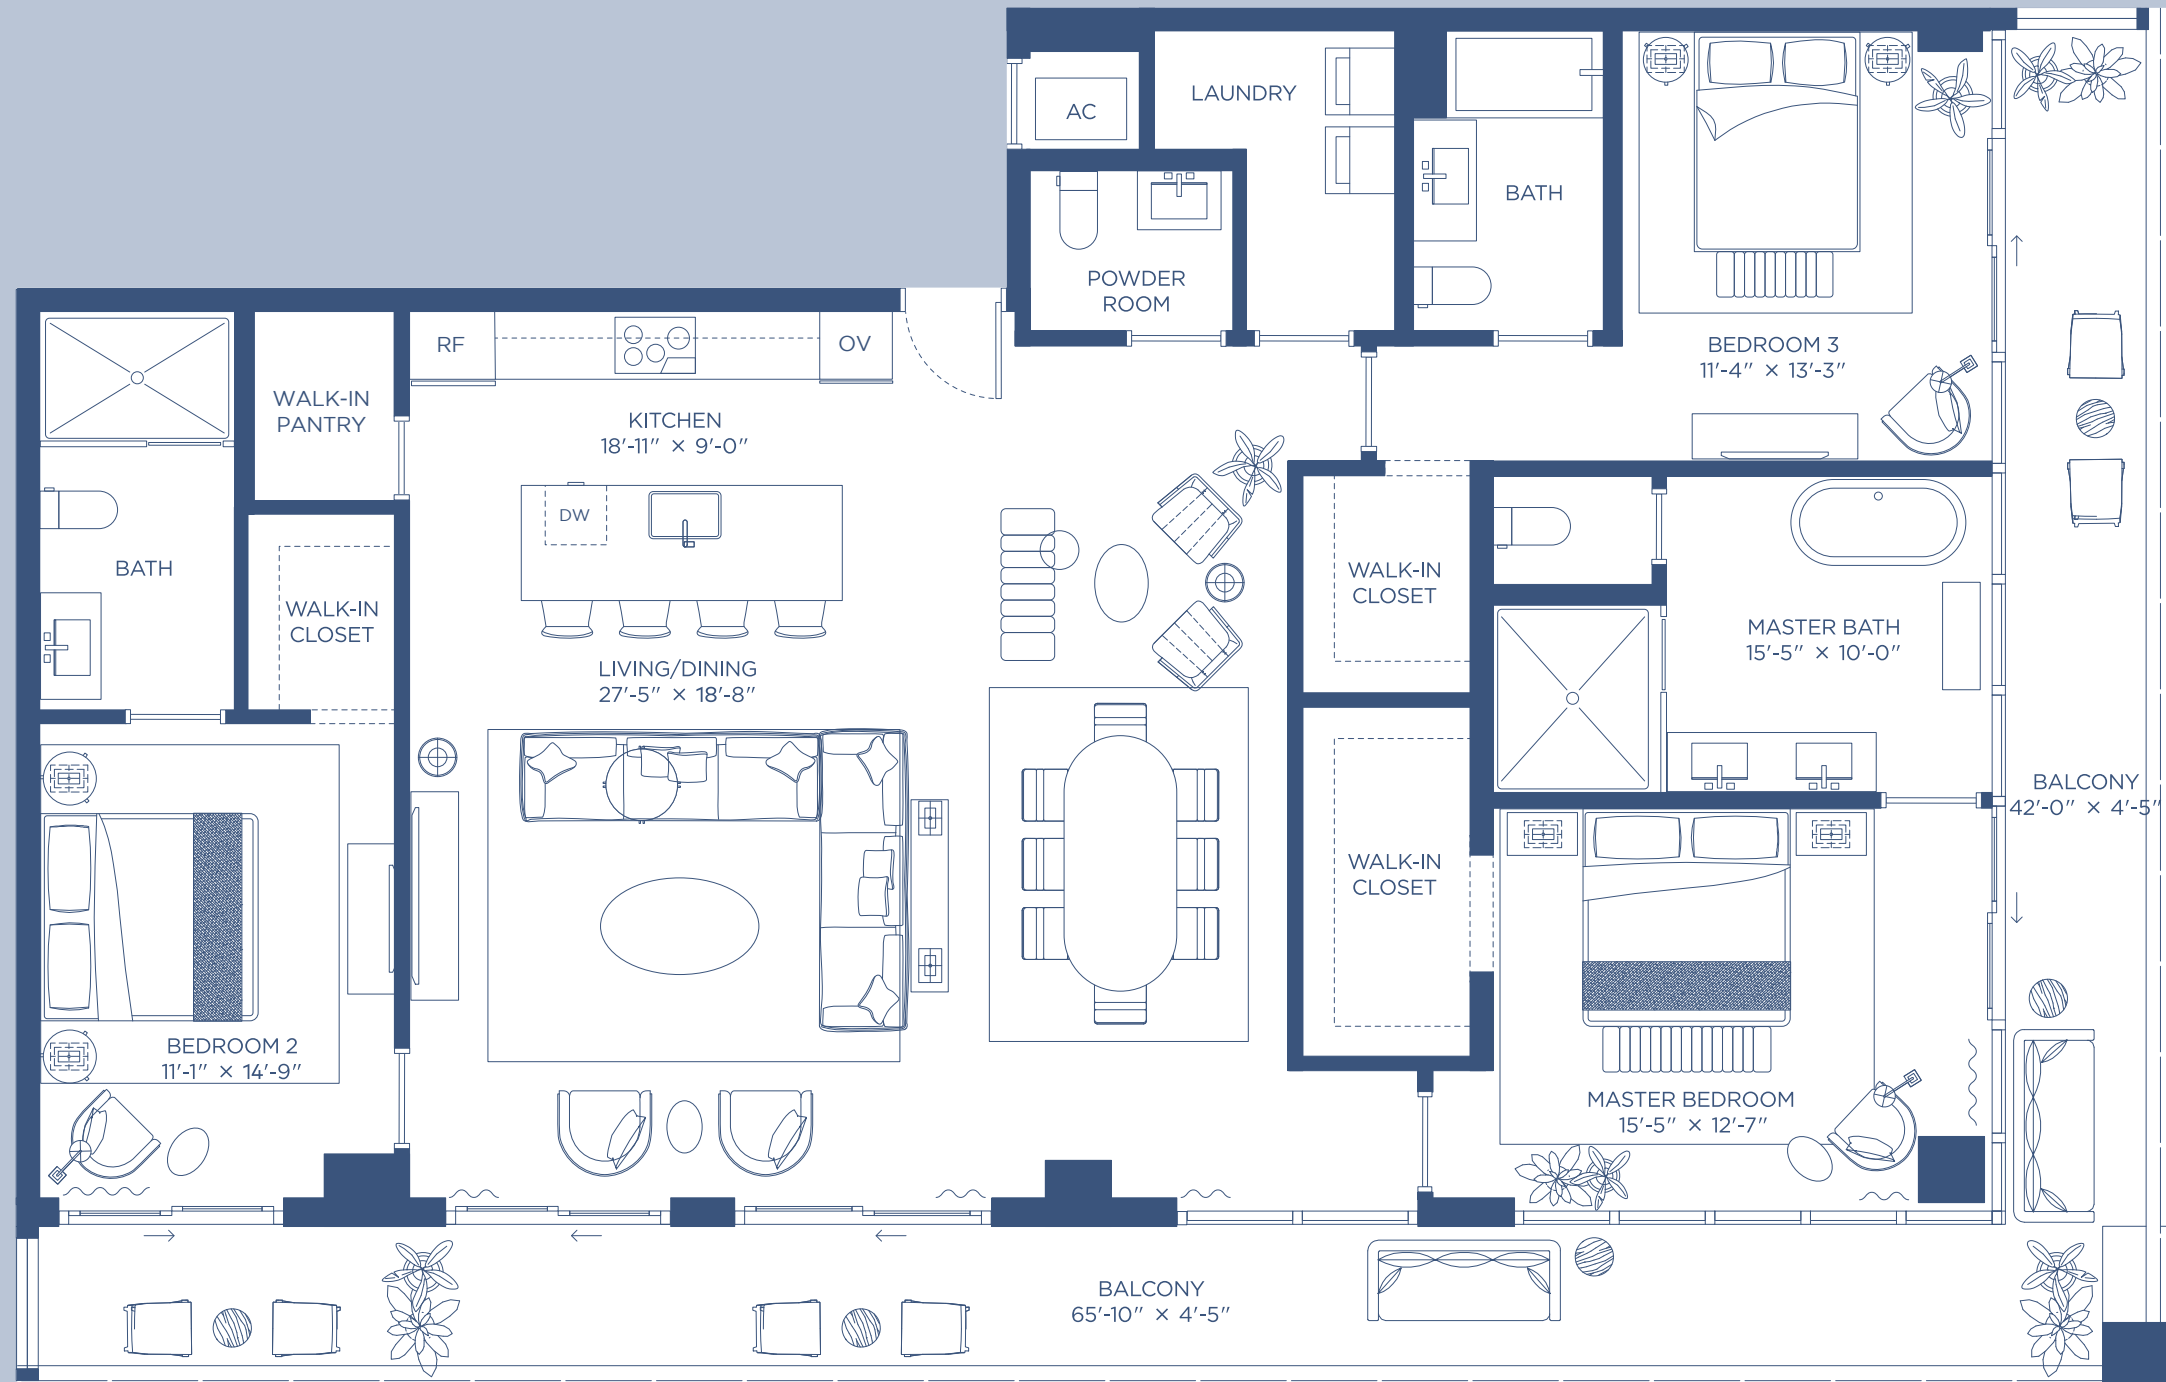 AC
LAUNDRY
BATH
POWDER
ROOM
BEDROOM 3
11'-4" × 13'-3"
RF
OV
WALK-IN
PANTRY
KITCHEN
18'-11" × 9'-0"
DW
BATH
WALK-IN
CLOSET
WALK-IN
CLOSET
MASTER BATH
15'-5" × 10'-0"
LIVING/DINING
27'-5" × 18'-8"
BALCONY
42'-0" × 4'-5"
WALK-IN
CLOSET
BEDROOM 2
11'-1" × 14'-9"
MASTER BEDROOM
15'-5" × 12'-7"
BALCONY
65'-10" × 4'-5"